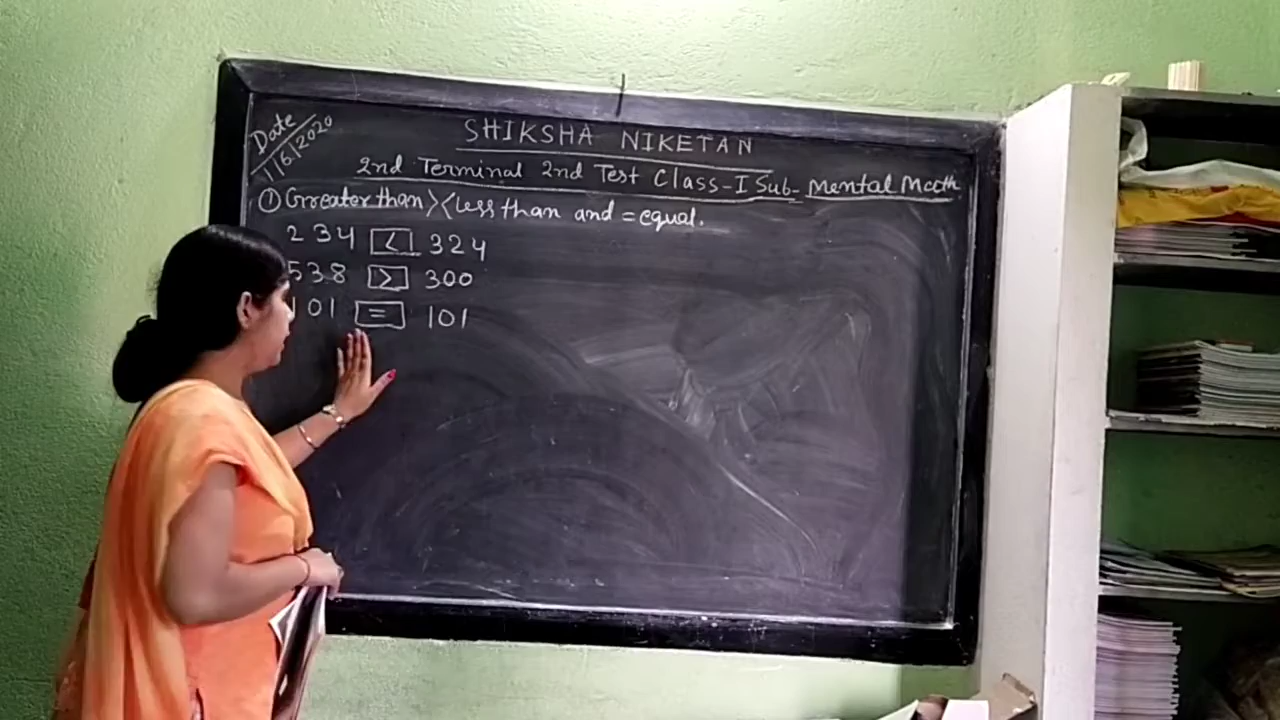 Date
1/6/2020
SHIKSHA NIKETAN
2nd Terminal 2nd Test Class-I Sub- Mental Math
① Greater than > < less than and = equal.
234 < 324
538 > 300
101 = 101